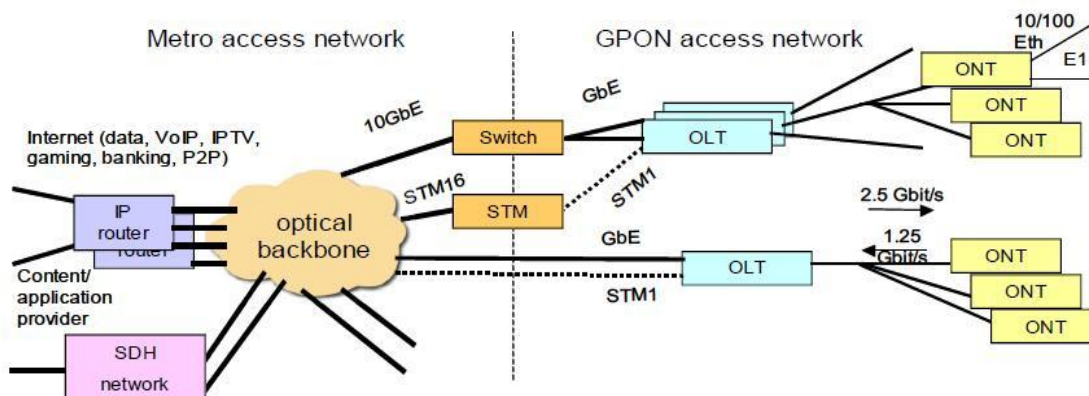 Metro access network
GPON access network
10/100
Eth
E1
ONT
ONT
ONT
GbE
10GbE
Internet (data, VoIP, IPTV,
gaming, banking, P2P)
Switch
OLT
STM16
STM1
STM
IP
router
router
optical
backbone
2.5 Gbit/s
1.25
Gbit/s
GbE
OLT
STM1
ONT
ONT
ONT
Content/
application
provider
SDH
network